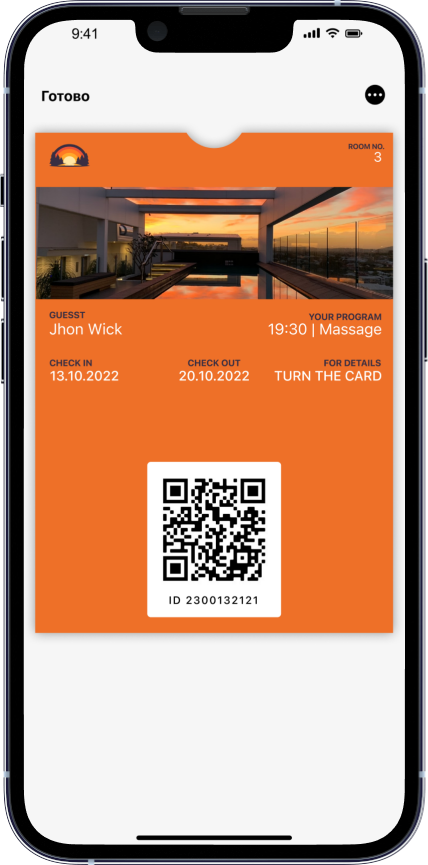 9:41
Готово
ROOM NO.
3
GUESST
Jhon Wick
YOUR PROGRAM
19:30 | Massage
CHECK IN
13.10.2022
CHECK OUT
20.10.2022
FOR DETAILS
TURN THE CARD
ID 2300132121